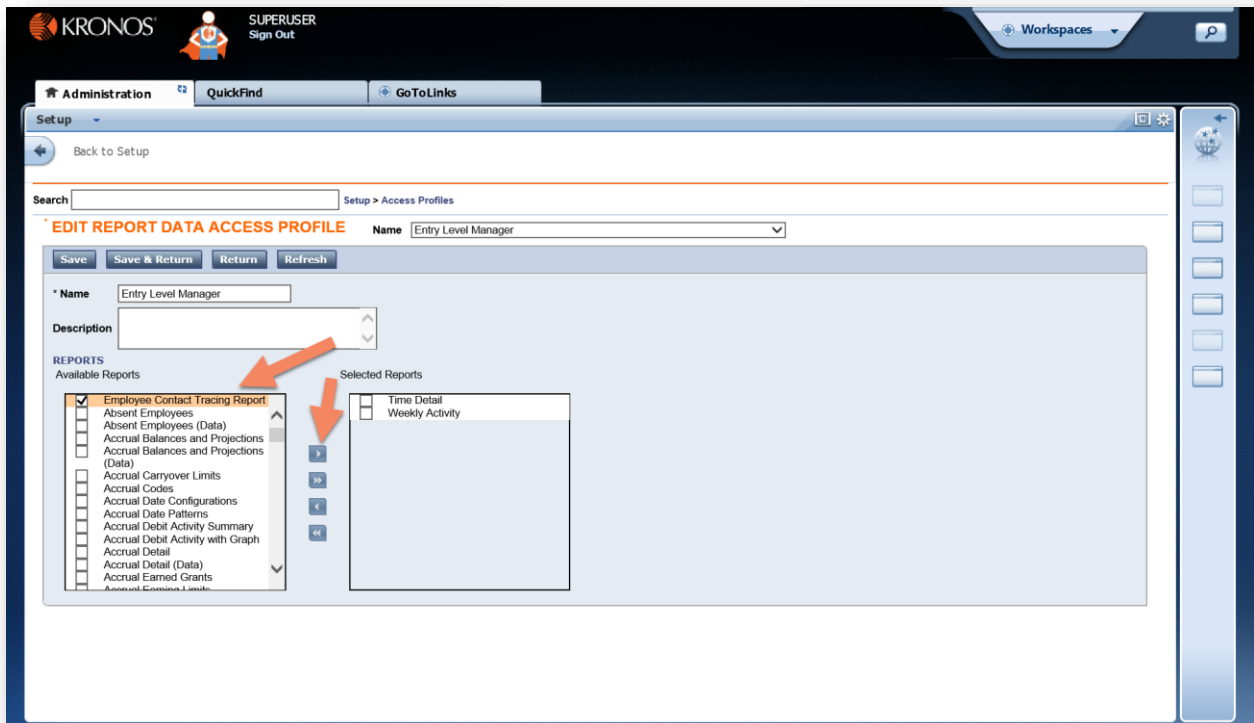 KRONOS
SUPERUSER
Sign Out
Workspaces
Administration
QuickFind
GoToLinks
Setup
Back to Setup
Search
Setup > Access Profiles
* EDIT REPORT DATA ACCESS PROFILE
Name
Entry Level Manager
Save
Save & Return
Return
Refresh
* Name
Entry Level Manager
Description
REPORTS
Available Reports
Selected Reports
Employee Contact Tracing Report
Absent Employees
Absent Employees (Data)
Accrual Balances and Projections
Accrual Balances and Projections
(Data)
Accrual Carryover Limits
Accrual Codes
Accrual Date Configurations
Accrual Date Patterns
Accrual Debit Activity Summary
Accrual Debit Activity with Graph
Accrual Detail
Accrual Detail (Data)
Accrual Earned Grants
Accrual Earning Limits
Time Detail
Weekly Activity